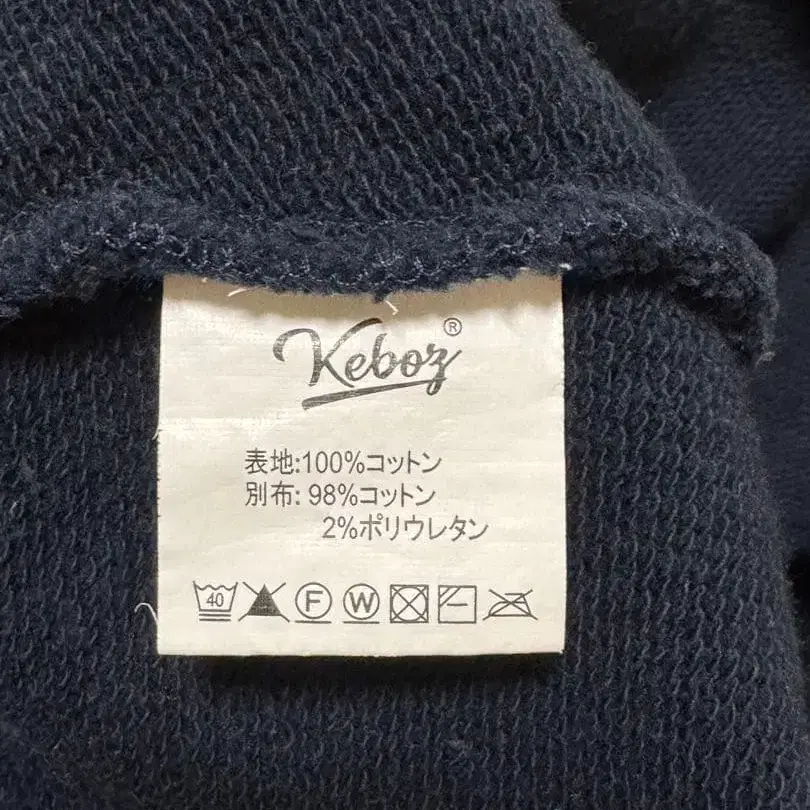 Keboz®
表地:100%コットン
別布: 98%コットン
2%ポリウレタン
40 F W